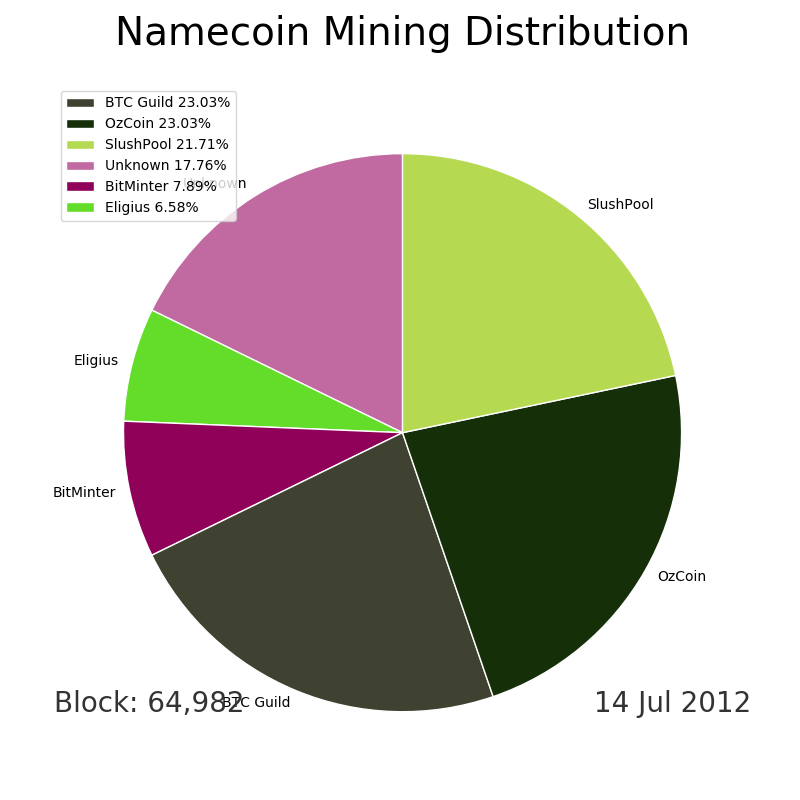 Namecoin Mining Distribution
BTC Guild 23.03%
OzCoin 23.03%
SlushPool 21.71%
Unknown 17.76%
BitMinter 7.89%
Eligius 6.58%
Unknown
SlushPool
Eligius
BitMinter
OzCoin
BTC Guild
Block: 64,982
14 Jul 2012